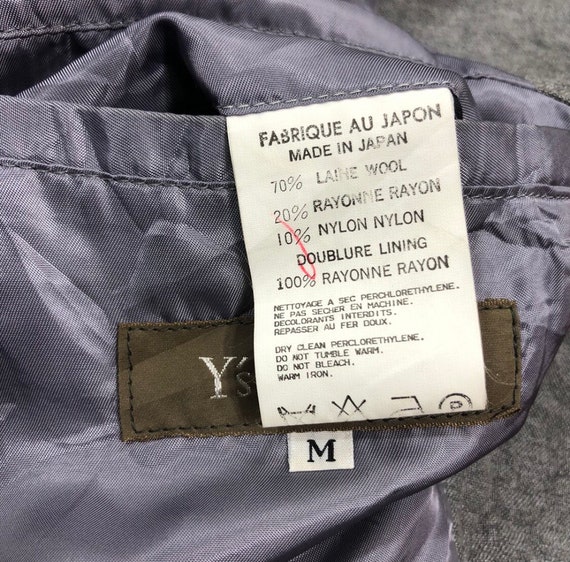 FABRIQUE AU JAPON
MADE IN JAPAN
70% LAINE WOOL
20% RAYONNE RAYON
10% NYLON NYLON
DOUBLURE LINING
100% RAYONNE RAYON
NETTOYAGE A SEC PERCHLORETHYLENE.
NE PAS SECHER EN MACHINE.
DECOLORANTS INTERDITS.
REPASSER AU FER DOUX.
DRY CLEAN PERCLORETHYLENE.
DO NOT TUMBLE WARM.
DO NOT BLEACH.
WARM IRON.
P
Y's
M